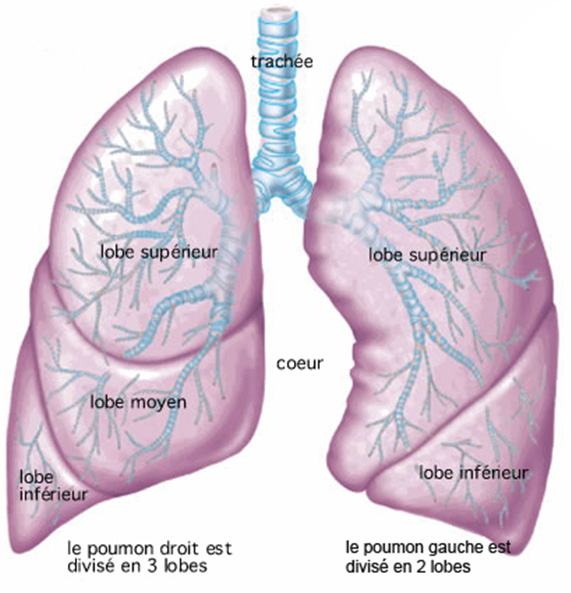 trachée
lobe supérieur
lobe supérieur
coeur
lobe moyen
lobe
inférieur
lobe inférieur
le poumon droit est
divisé en 3 lobes
le poumon gauche est
divisé en 2 lobes